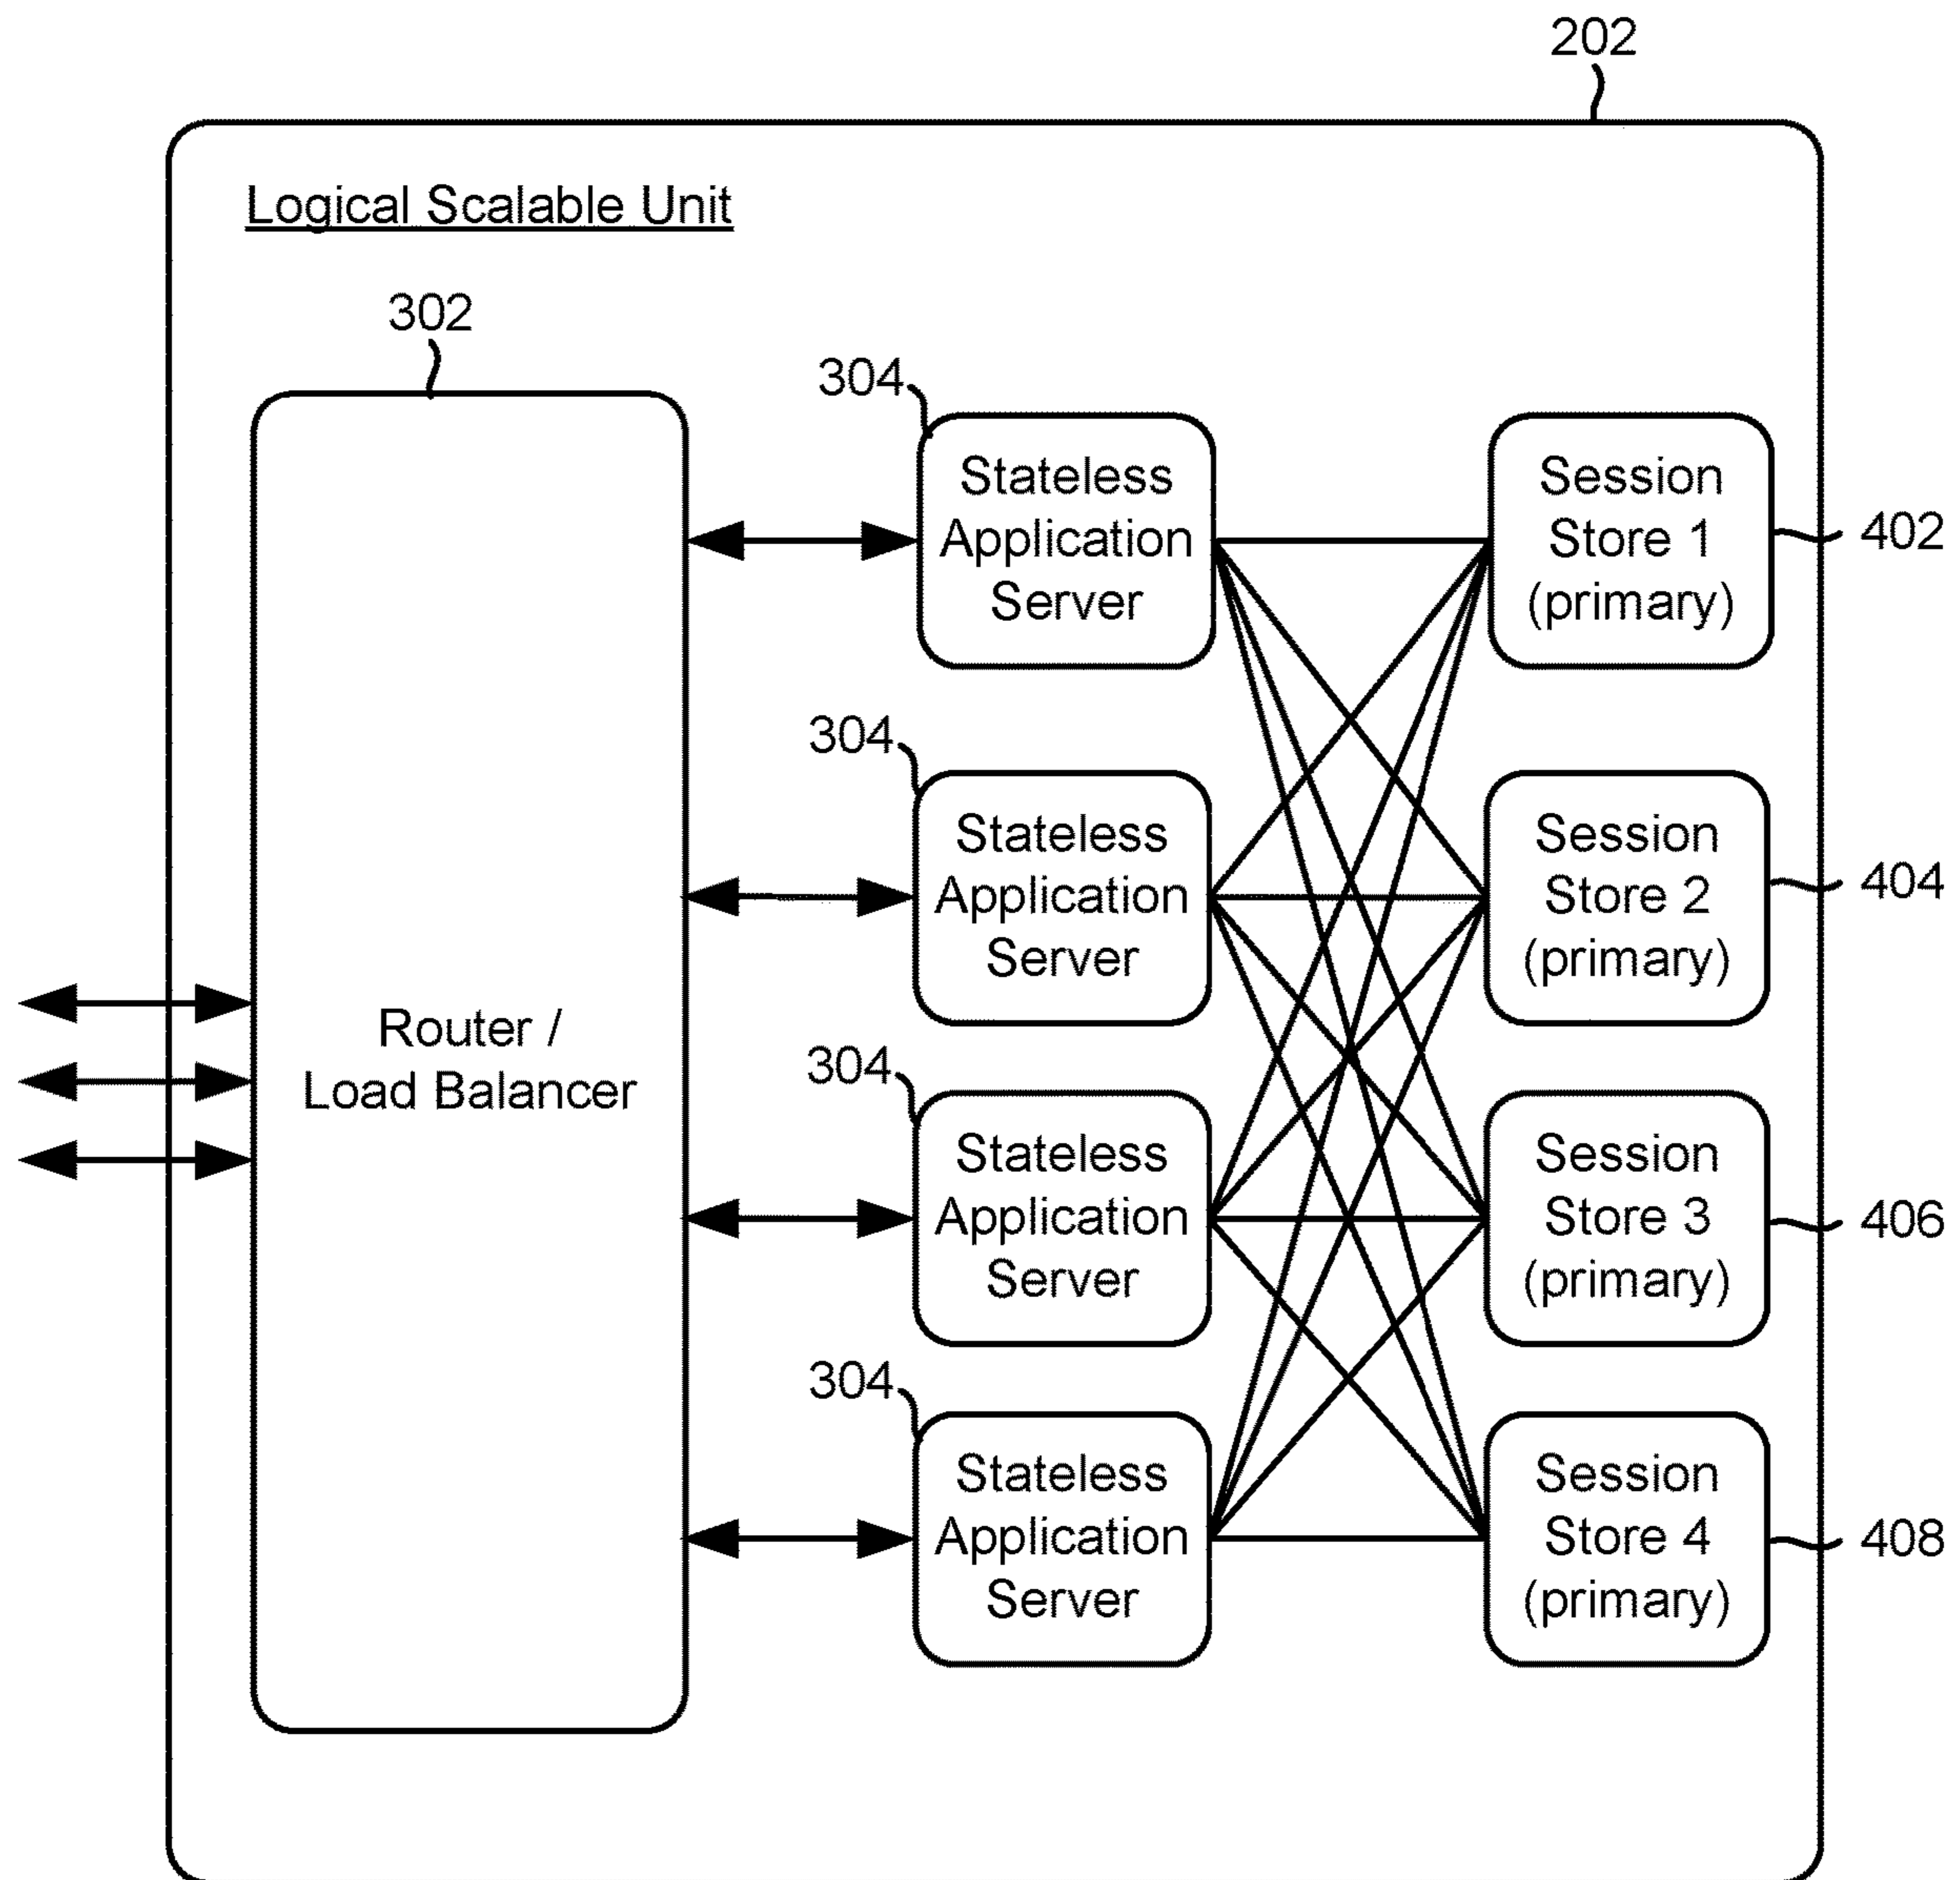 202
Logical Scalable Unit
302
304
Stateless
Application
Server
Session
Store 1
(primary)
402
304
Stateless
Application
Server
Session
Store 2
(primary)
404
Router /
Load Balancer
304
Stateless
Application
Server
Session
Store 3
(primary)
406
304
Stateless
Application
Server
Session
Store 4
(primary)
408